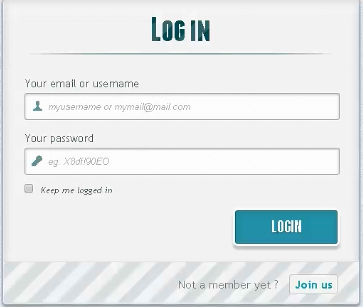 LOG IN
Your email or username
myusername or mymail@mail.com
Your password
eg. X8df!90EO
Keep me logged in
LOGIN
Not a member yet ? Join us